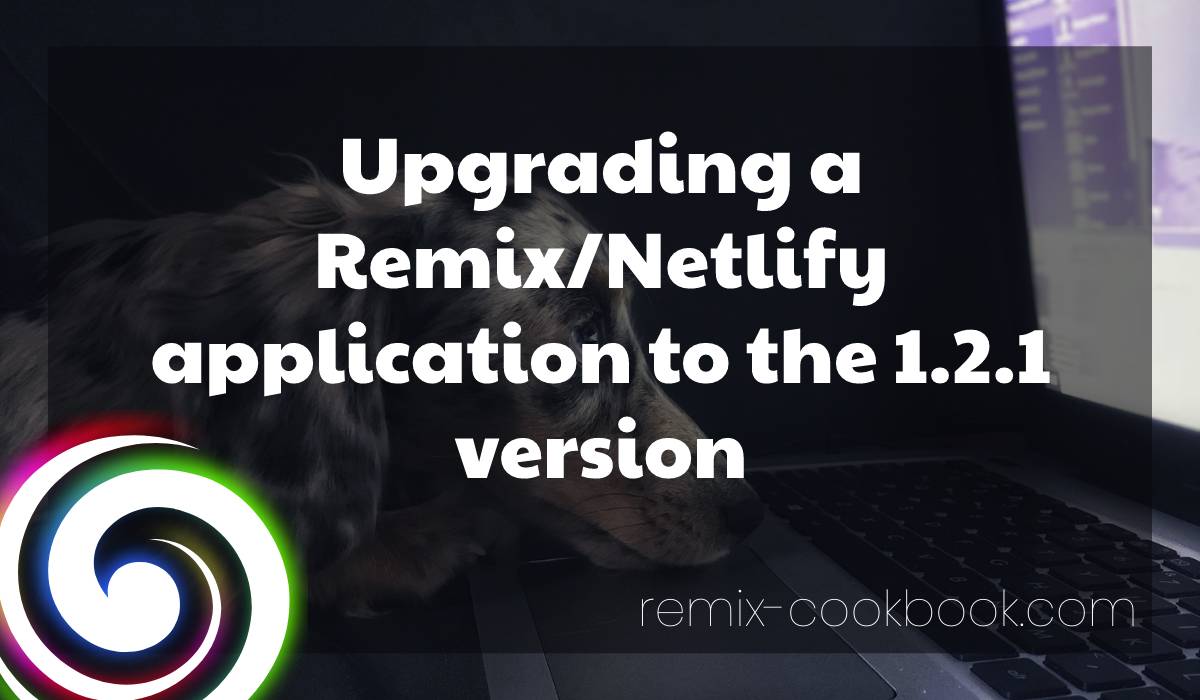 Upgrading a
Remix/Netlify
application to the 1.2.1
version
remix-cookbook.com